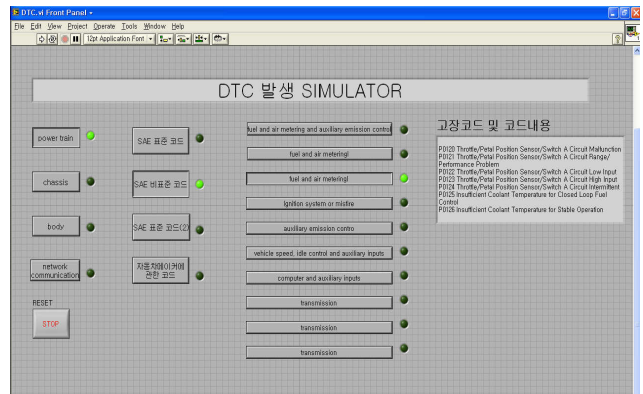 DTC.vi Front Panel
File Edit View Project Operate Tools Window Help
12pt Application Font
DTC 발생 SIMULATOR
power train
chassis
body
network
communication
RESET
STOP
SAE 표준 코드
SAE 비표준 코드
SAE 표준 코드(2)
자동차메이커에
관한 코드
fuel and air metering and auxiliary emission control
fuel and air metering!
fuel and air metering!
Ignition system or misfire
auxiliary emission contro
vehicle speed, idle control and auxiliary inputs
computer and auxiliary inputs
transmission
transmission
transmission
고장코드 및 코드내용
P0120 Throttle/Petal Position Sensor/Switch A Circuit Malfunction
P0121 Throttle/Petal Position Sensor/Switch A Circuit Range/
Performance Problem
P0122 Throttle/Petal Position Sensor/Switch A Circuit Low Input
P0123 Throttle/Petal Position Sensor/Switch A Circuit High Input
P0124 Throttle/Petal Position Sensor/Switch A Circuit Intermittent
P0125 Insufficient Coolant Temperature for Closed Loop Fuel
Control
P0126 Insufficient Coolant Temperature for Stable Operation